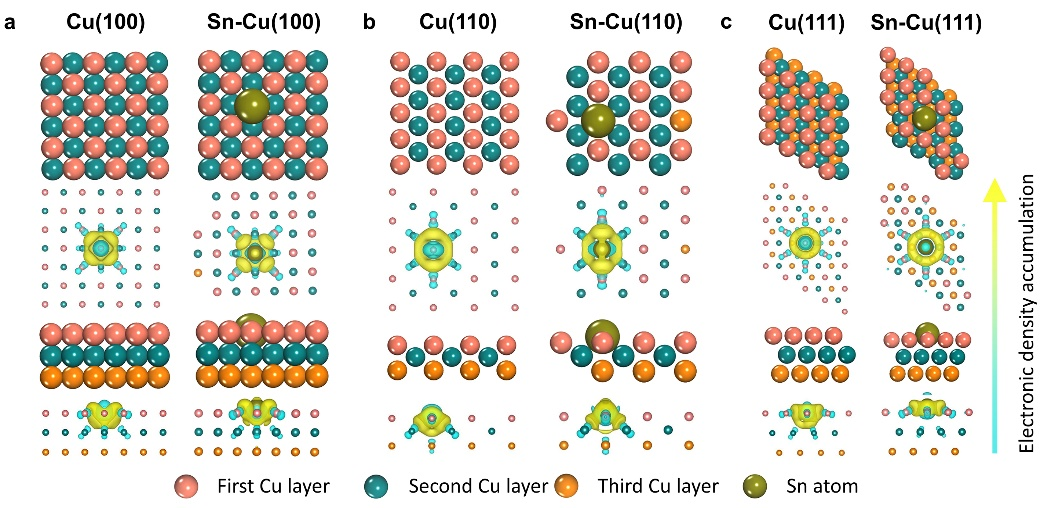 a Cu(100) Sn-Cu(100) b Cu(110) Sn-Cu(110) c Cu(111) Sn-Cu(111)
Electronic density accumulation
First Cu layer Second Cu layer Third Cu layer Sn atom